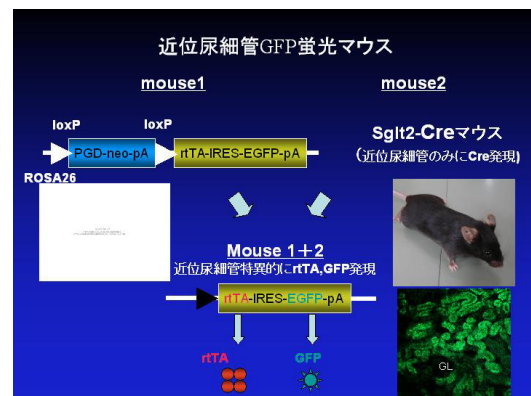 近位尿細管GFP蛍光マウス
mouse1
mouse2
loxP
loxP
PGD-neo-pA
rtTA-IRES-EGFP-pA
ROSA26
Sglt2-Creマウス
(近位尿細管のみにCre発現)
Mouse 1+2
近位尿細管特異的にrtTA,GFP発現
rtTA-IRES-EGFP-pA
rtTA
GFP
GL